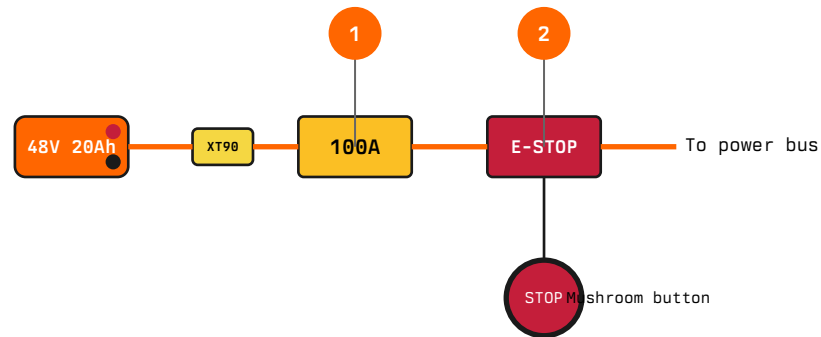 1
2
48V 20Ah
XT90
100A
E-STOP
To power bus
STOP
Mushroom button